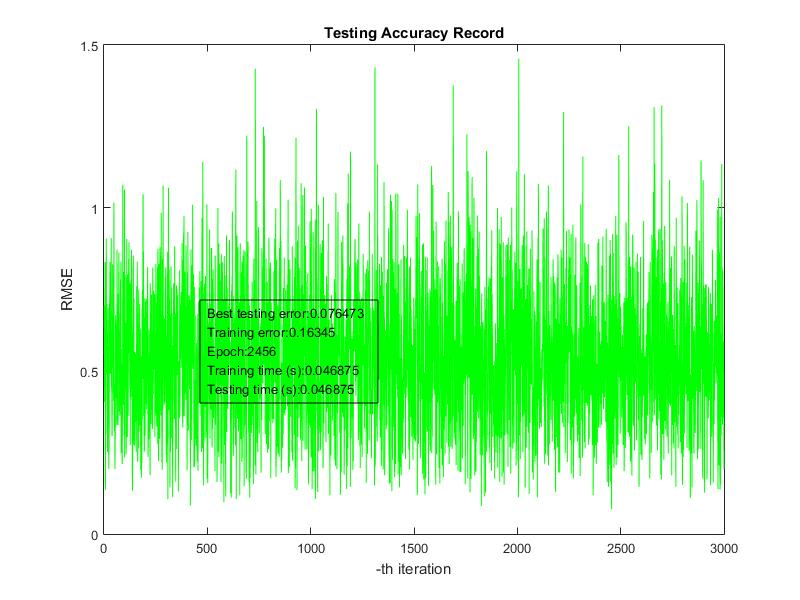 Testing Accuracy Record
1.5
1
0.5
0
RMSE
Best testing error:0.076473
Training error:0.16345
Epoch:2456
Training time (s):0.046875
Testing time (s):0.046875
0 500 1000 1500 2000 2500 3000
-th iteration